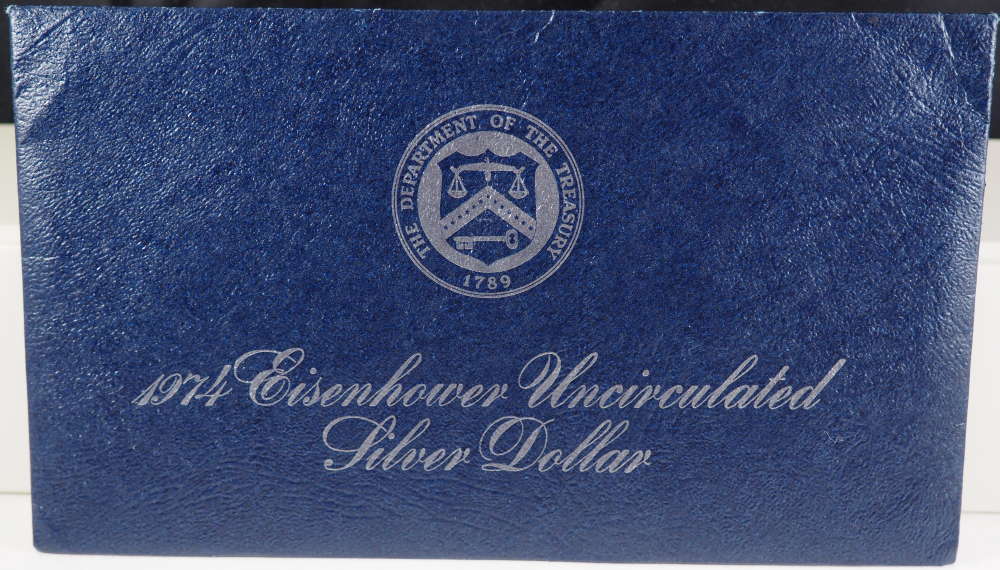 THE DEPARTMENT OF THE TREASURY
1789
1974 Eisenhower Uncirculated
Silver Dollar